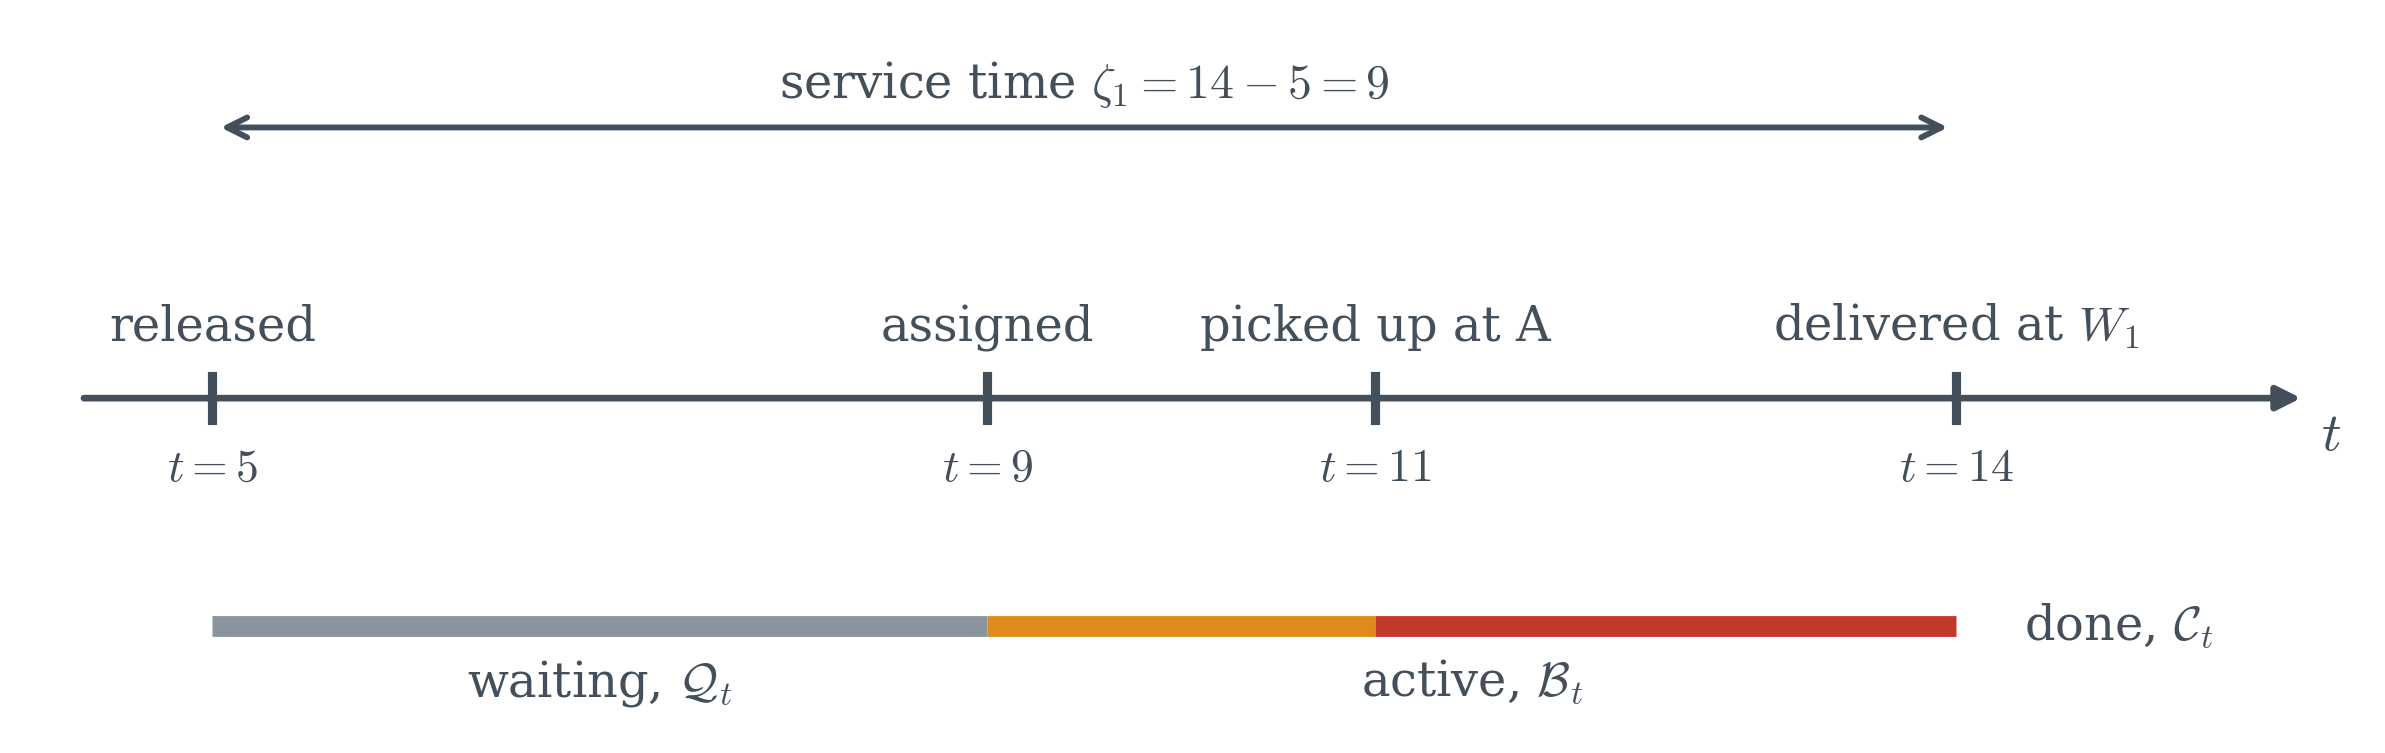 service time ζ₁ = 14 − 5 = 9
released assigned picked up at A delivered at W₁
t
t = 5 t = 9 t = 11 t = 14
done, 𝒞ₜ
waiting, 𝒬ₜ active, ℬₜ